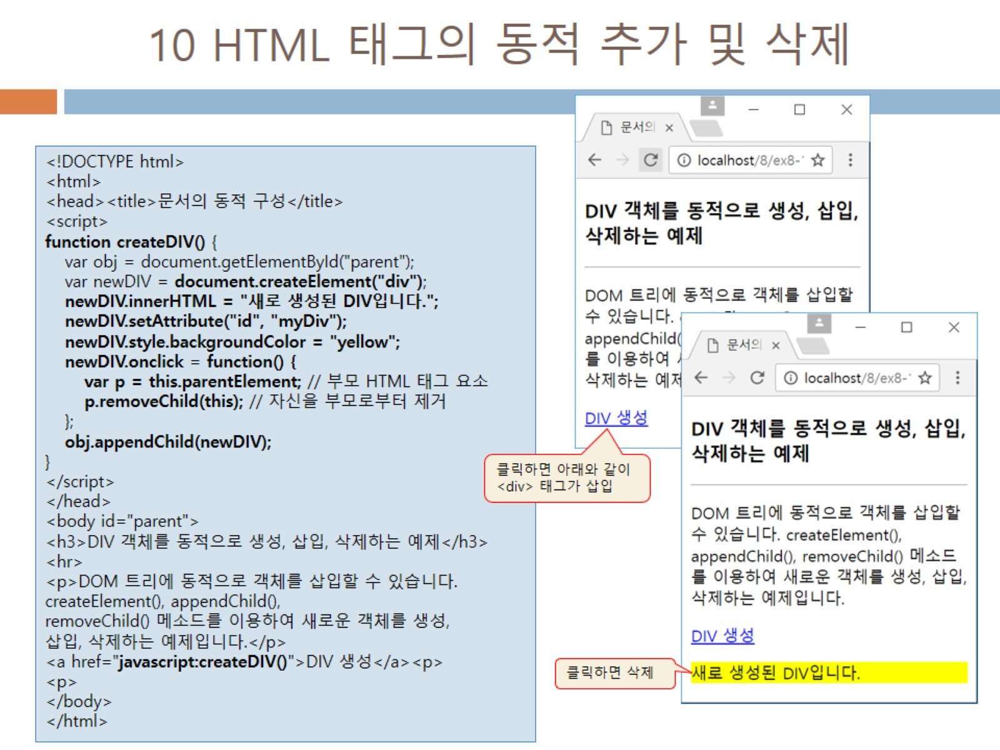 10 HTML 태그의 동적 추가 및 삭제
<!DOCTYPE html>
<html>
<head><title>문서의 동적 구성</title>
<script>
function createDIV() {
var obj = document.getElementById("parent");
var newDIV = document.createElement("div");
newDIV.innerHTML = "새로 생성된 DIV입니다.";
newDIV.setAttribute("id", "myDiv");
newDIV.style.backgroundColor = "yellow";
newDIV.onclick = function() {
var p = this.parentElement; // 부모 HTML 태그 요소
p.removeChild(this); // 자신을 부모로부터 제거
};
obj.appendChild(newDIV);
}
</script>
</head>
<body id="parent">
<h3>DIV 객체를 동적으로 생성, 삽입, 삭제하는 예제</h3>
<hr>
<p>DOM 트리에 동적으로 객체를 삽입할 수 있습니다.
createElement(), appendChild(),
removeChild() 메소드를 이용하여 새로운 객체를 생성,
삽입, 삭제하는 예제입니다.</p>
<a href="javascript:createDIV()">DIV 생성</a><p>
<p>
</body>
</html>
문서의
localhost/8/ex8-
DIV 객체를 동적으로 생성, 삽입,
삭제하는 예제
DOM 트리에 동적으로 객체를 삽입할
수 있습니다.
appendChild(
를 이용하여
삭제하는 예제
DIV 생성
클릭하면 아래와 같이
<div> 태그가 삽입
문서의
localhost/8/ex8-
DIV 객체를 동적으로 생성, 삽입,
삭제하는 예제
DOM 트리에 동적으로 객체를 삽입할
수 있습니다. createElement(),
appendChild(), removeChild() 메소드
를 이용하여 새로운 객체를 생성, 삽입,
삭제하는 예제입니다.
DIV 생성
클릭하면 삭제
새로 생성된 DIV입니다.